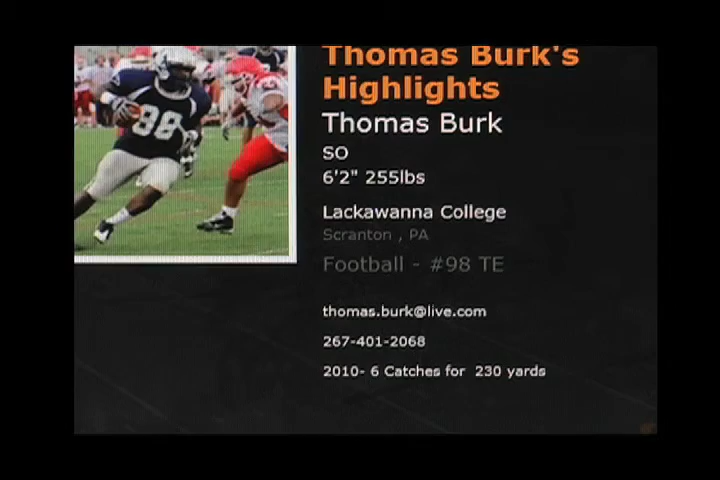 Thomas Burk's
Highlights
Thomas Burk
SO
6'2" 255lbs
Lackawanna College
Scranton , PA
Football - #98 TE
thomas.burk@live.com
267-401-2068
2010- 6 Catches for 230 yards
98